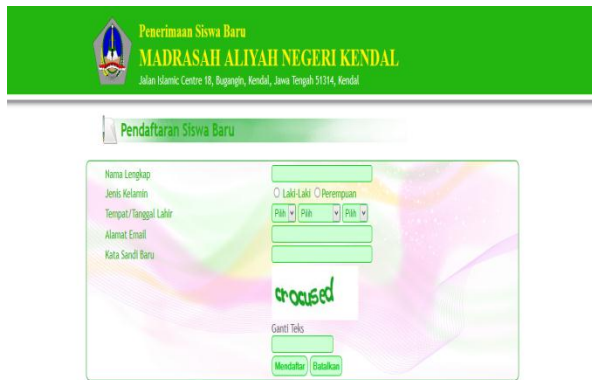 Penerimaan Siswa Baru
MADRASAH ALIYAH NEGERI KENDAL
Jalan Islamic Centre 18, Bugangin, Kendal, Jawa Tengah 51314, Kendal
Pendaftaran Siswa Baru
Nama Lengkap
Jenis Kelamin Laki-Laki Perempuan
Tempat/Tanggal Lahir Pilih Pilih Pilih
Alamat Email
Kata Sandi Baru
crocused
Ganti Teks
Mendaftar Batalkan